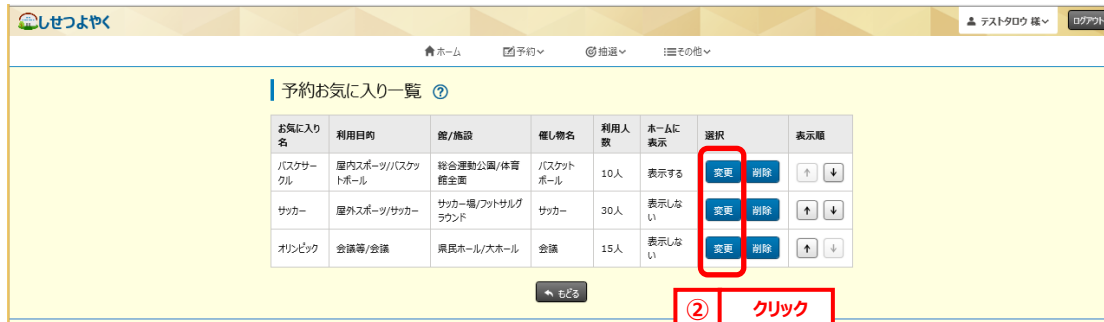 しせつよやく
テストタロウ 様
ログアウト
ホーム 予約 抽選 その他
予約お気に入り一覧 ?
お気に入り名 利用目的 館/施設 催し物名 利用人数 ホームに表示 選択 表示順
バスケサークル 屋内スポーツ/バスケットボール 総合運動公園/体育館全面 バスケットボール 10人 表示する 変更 削除 ↑ ↓
サッカー 屋外スポーツ/サッカー サッカー場/フットサルグラウンド サッカー 30人 表示しない 変更 削除 ↑ ↓
オリンピック 会議等/会議 県民ホール/大ホール 会議 15人 表示しない 変更 削除 ↑ ↓
もどる
② クリック